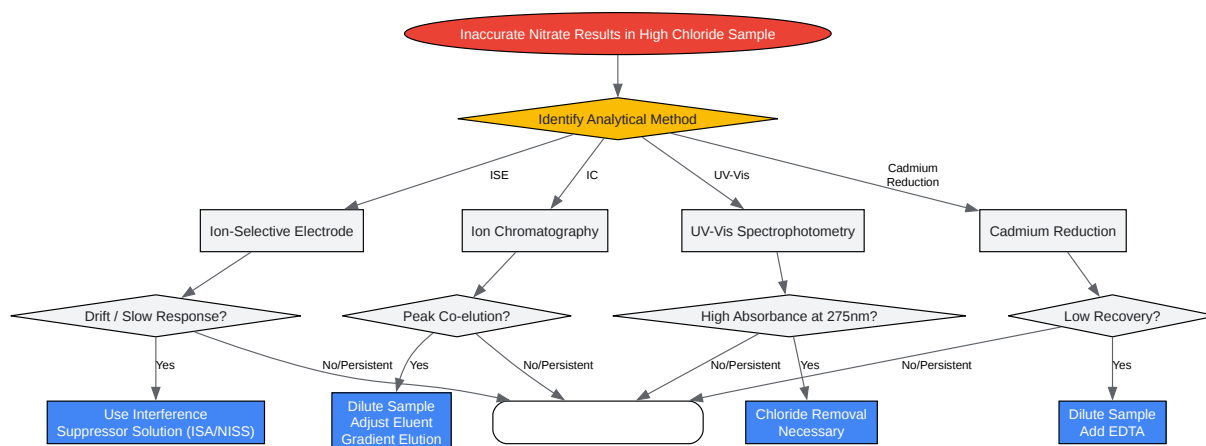 Inaccurate Nitrate Results in High Chloride Sample
Identify Analytical Method
ISE
IC
UV-Vis
Cadmium
Reduction
Ion-Selective Electrode
Ion Chromatography
UV-Vis Spectrophotometry
Cadmium Reduction
Drift / Slow Response?
Peak Co-elution?
High Absorbance at 275nm?
Low Recovery?
Yes
No/Persistent
Yes
No/Persistent
No/Persistent
Yes
No/Persistent
Yes
Use Interference
Suppressor Solution (ISA/NISS)
Dilute Sample
Adjust Eluent
Gradient Elution
Chloride Removal
Necessary
Dilute Sample
Add EDTA